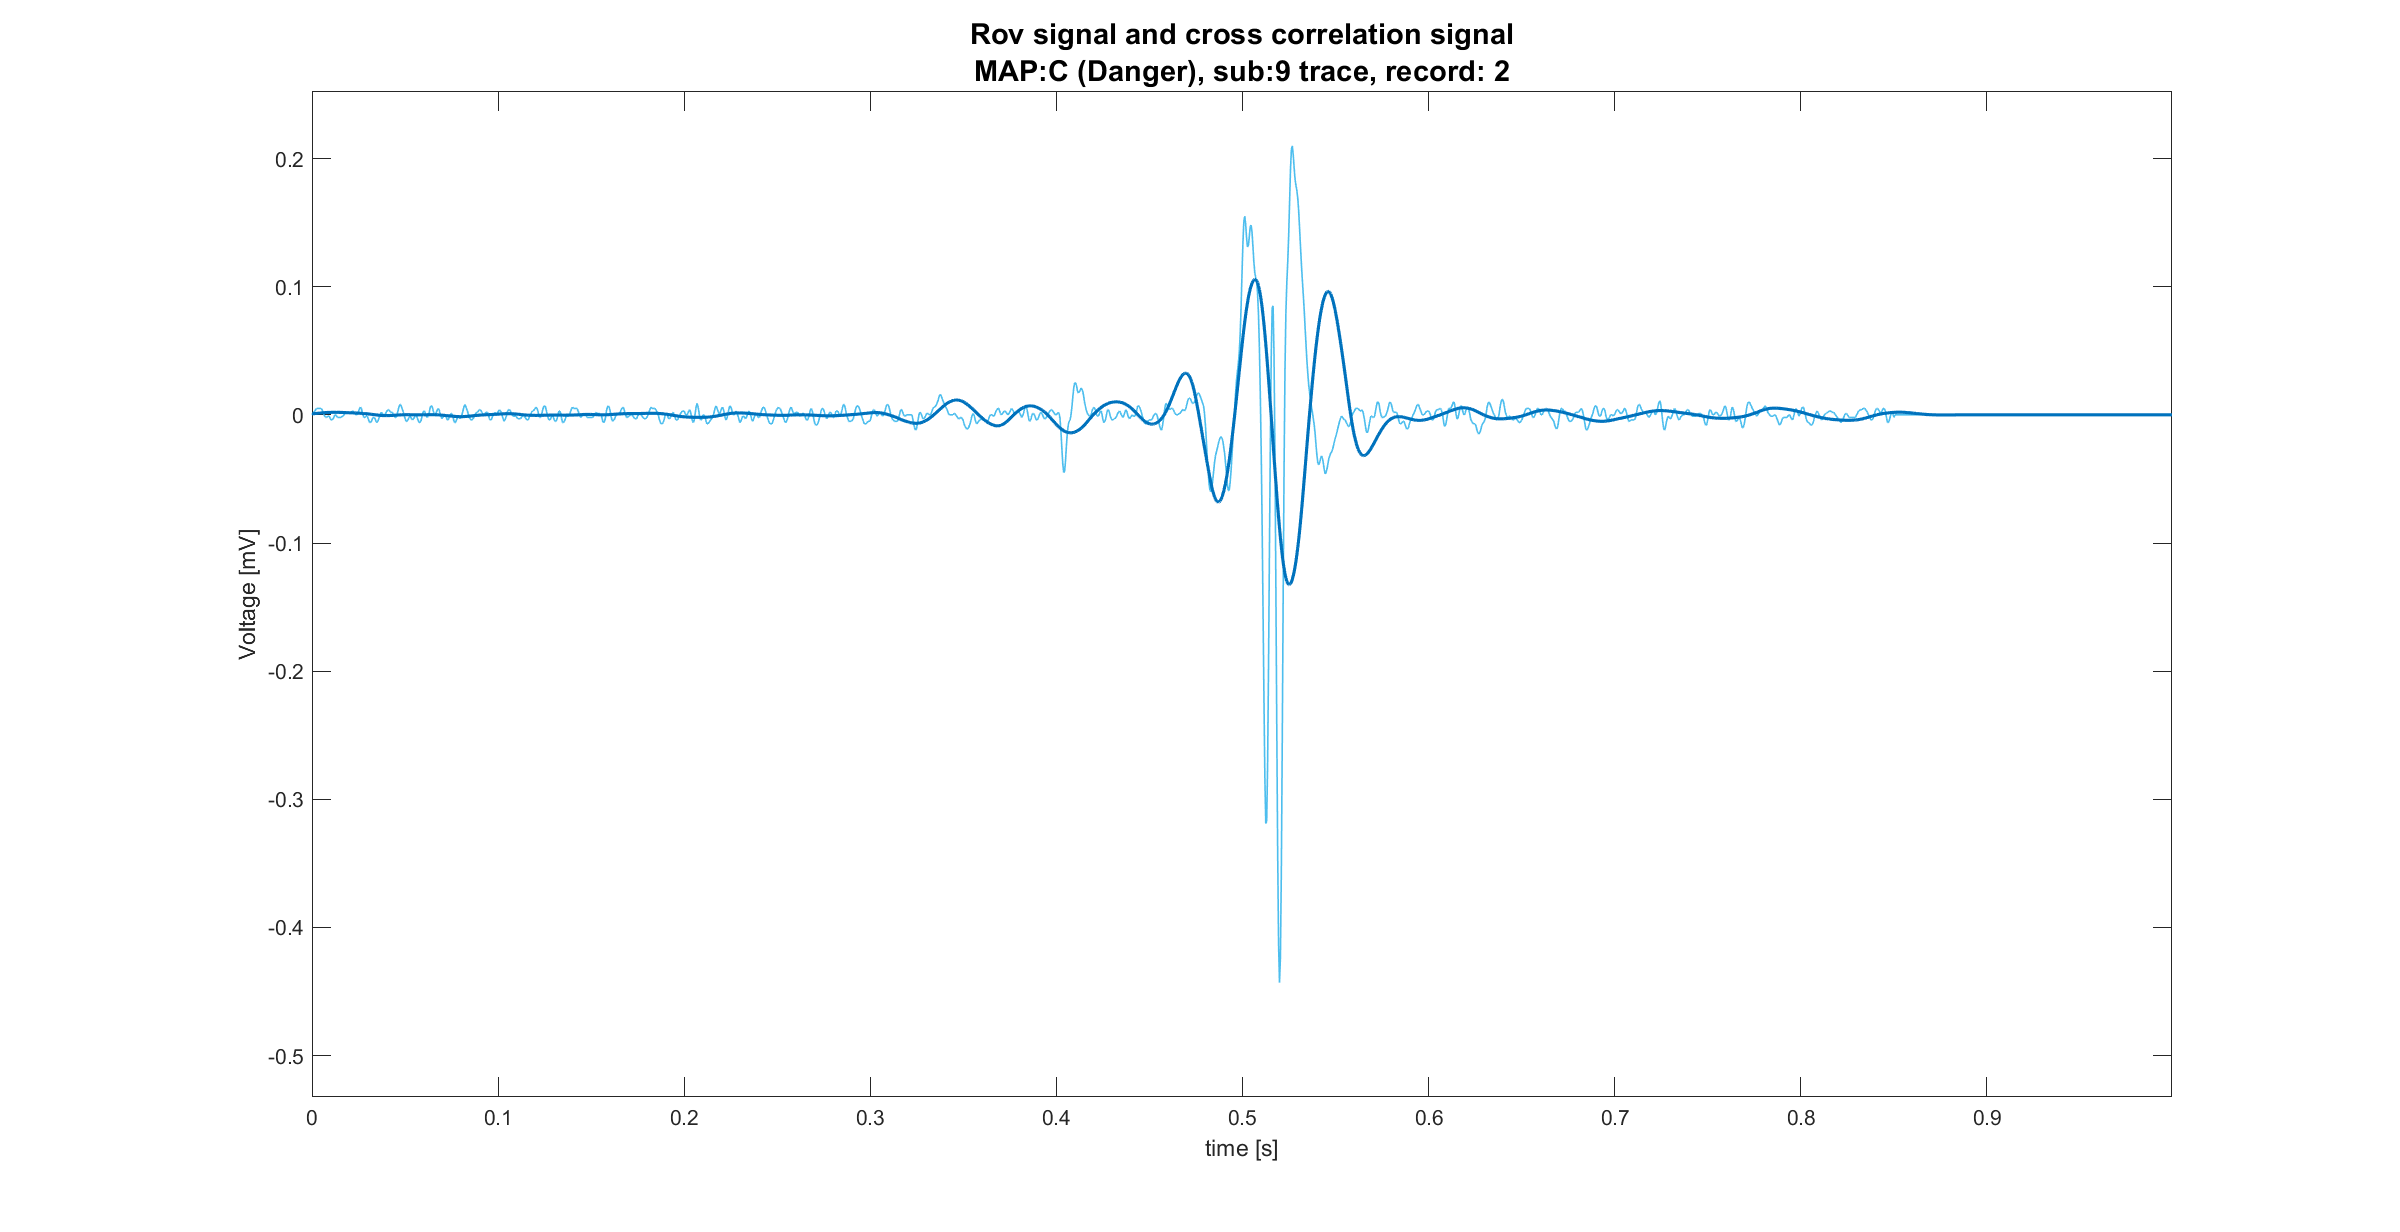 Rov signal and cross correlation signal
MAP:C (Danger), sub:9 trace, record: 2
0.2
0.1
0
-0.1
-0.2
-0.3
-0.4
-0.5
Voltage [mV]
0 0.1 0.2 0.3 0.4 0.5 0.6 0.7 0.8 0.9
time [s]